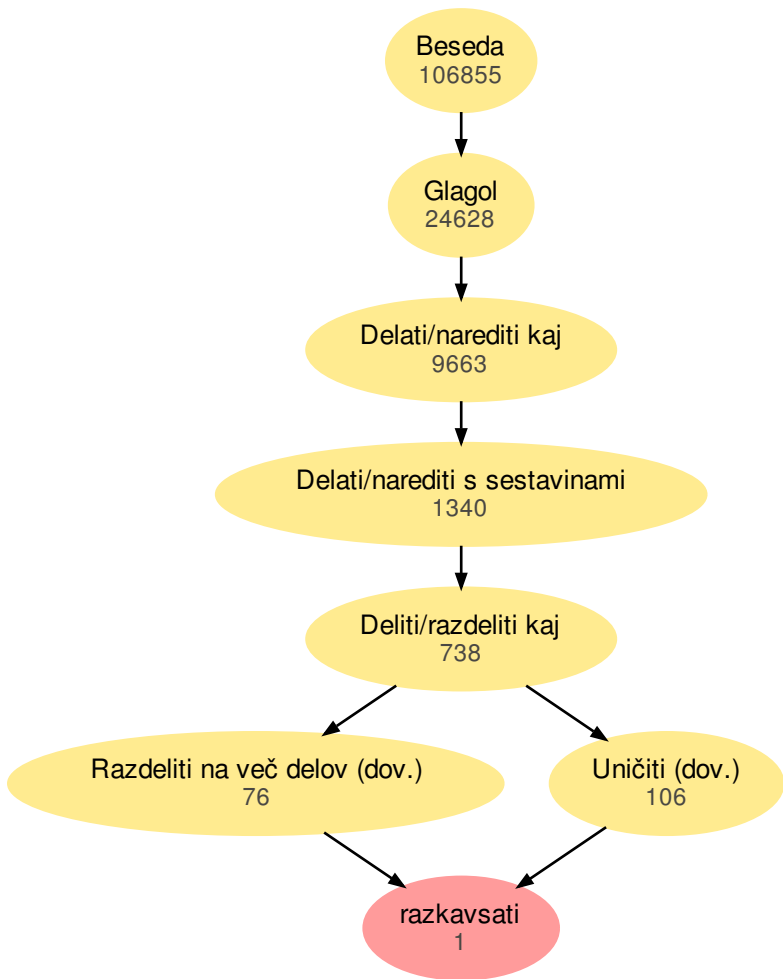 Beseda
106855
Glagol
24628
Delati/narediti kaj
9663
Delati/narediti s sestavinami
1340
Deliti/razdeliti kaj
738
Razdeliti na več delov (dov.)
76
Uničiti (dov.)
106
razkavsati
1